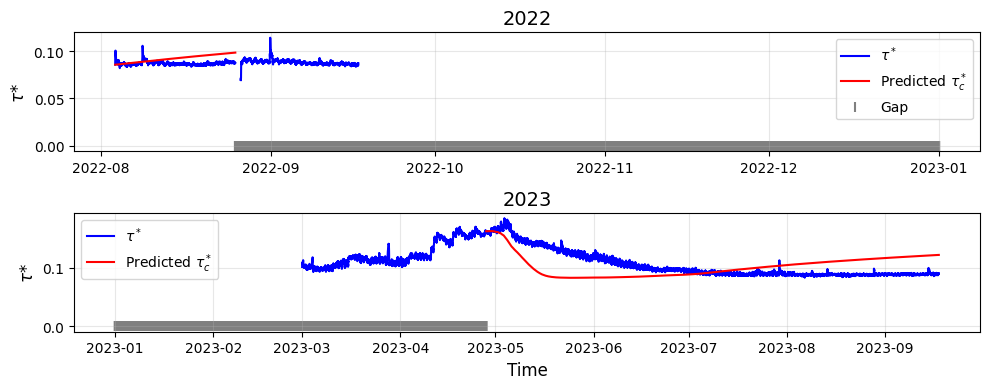 2022
τ*
0.10
0.05
0.00
τ*
Predicted τ*c
Gap
2022-08
2022-09
2022-10
2022-11
2022-12
2023-01
2023
τ*
0.1
0.0
τ*
Predicted τ*c
2023-01
2023-02
2023-03
2023-04
2023-05
2023-06
2023-07
2023-08
2023-09
Time